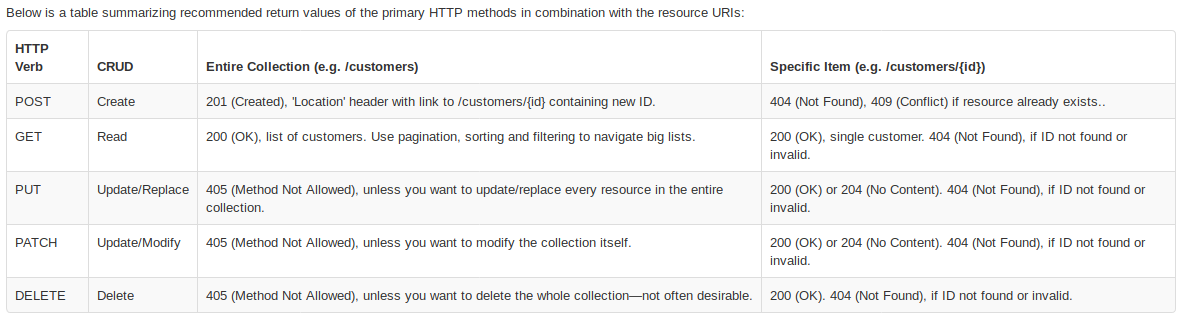 Below is a table summarizing recommended return values of the primary HTTP methods in combination with the resource URIs:
HTTP
Verb
CRUD
Entire Collection (e.g. /customers)
Specific Item (e.g. /customers/{id})
POST
Create
201 (Created), 'Location' header with link to /customers/{id} containing new ID.
404 (Not Found), 409 (Conflict) if resource already exists..
GET
Read
200 (OK), list of customers. Use pagination, sorting and filtering to navigate big lists.
200 (OK), single customer. 404 (Not Found), if ID not found or
invalid.
PUT
Update/Replace
405 (Method Not Allowed), unless you want to update/replace every resource in the entire
collection.
200 (OK) or 204 (No Content). 404 (Not Found), if ID not found or
invalid.
PATCH
Update/Modify
405 (Method Not Allowed), unless you want to modify the collection itself.
200 (OK) or 204 (No Content). 404 (Not Found), if ID not found or
invalid.
DELETE
Delete
405 (Method Not Allowed), unless you want to delete the whole collection—not often desirable.
200 (OK). 404 (Not Found), if ID not found or invalid.